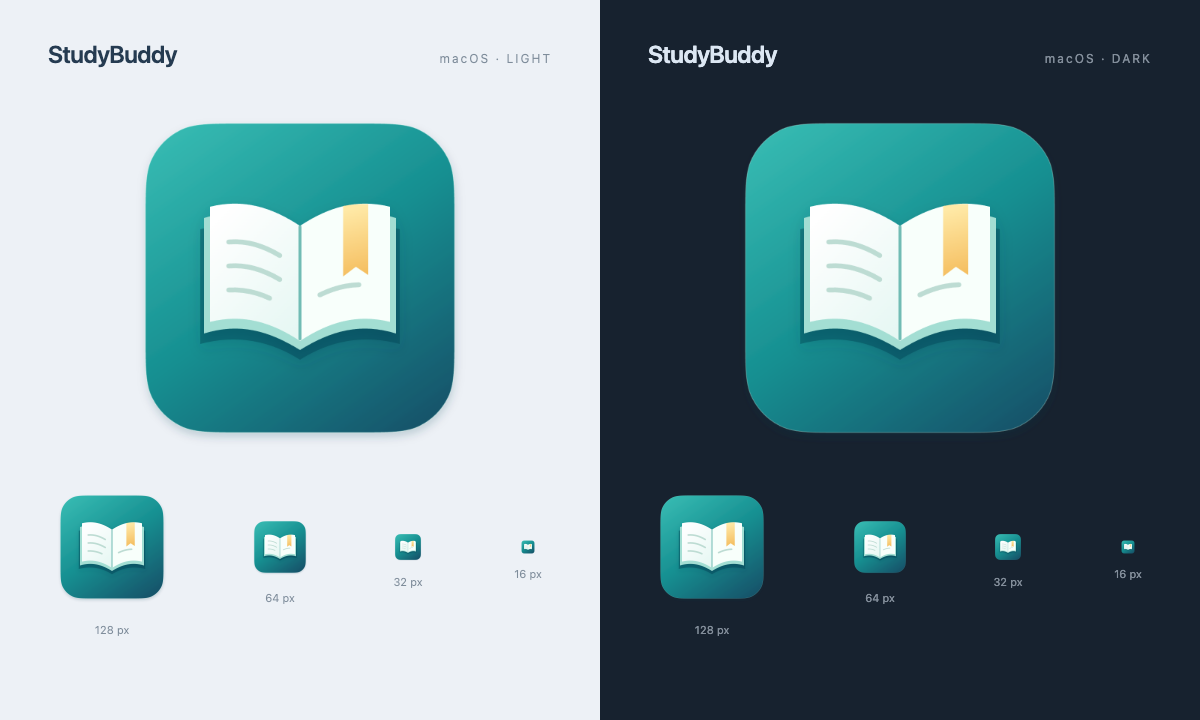 StudyBuddy
macOS · LIGHT
128 px
64 px
32 px
16 px
StudyBuddy
macOS · DARK
128 px
64 px
32 px
16 px